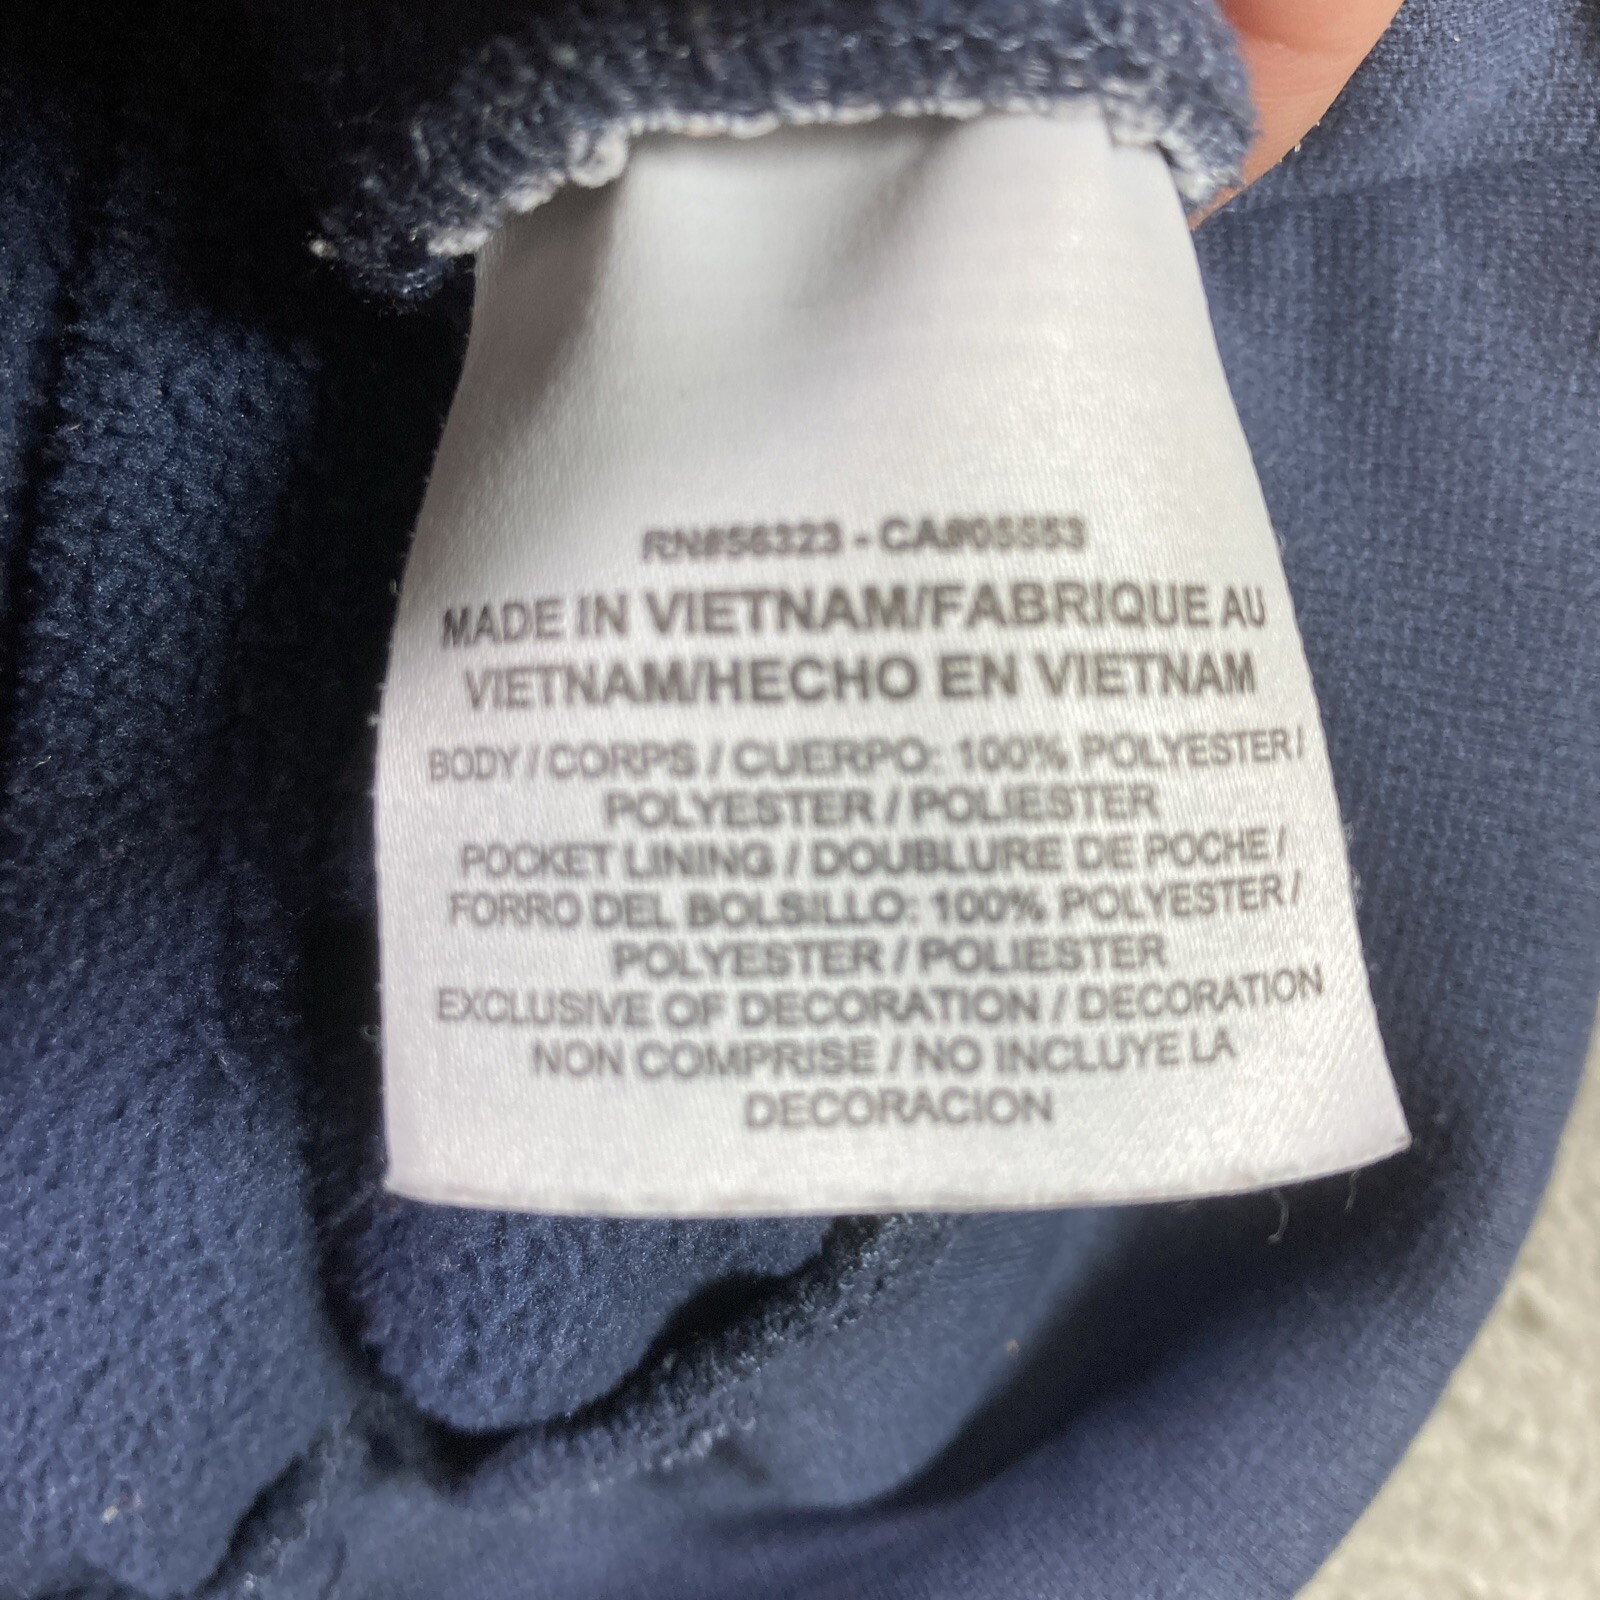 RN#56323 - CA#05553
MADE IN VIETNAM/FABRIQUE AU
VIETNAM/HECHO EN VIETNAM
BODY / CORPS / CUERPO: 100% POLYESTER /
POLYESTER / POLIESTER
POCKET LINING / DOUBLURE DE POCHE /
FORRO DEL BOLSILLO: 100% POLYESTER /
POLYESTER / POLIESTER
EXCLUSIVE OF DECORATION / DECORATION
NON COMPRISE / NO INCLUYE LA
DECORACION